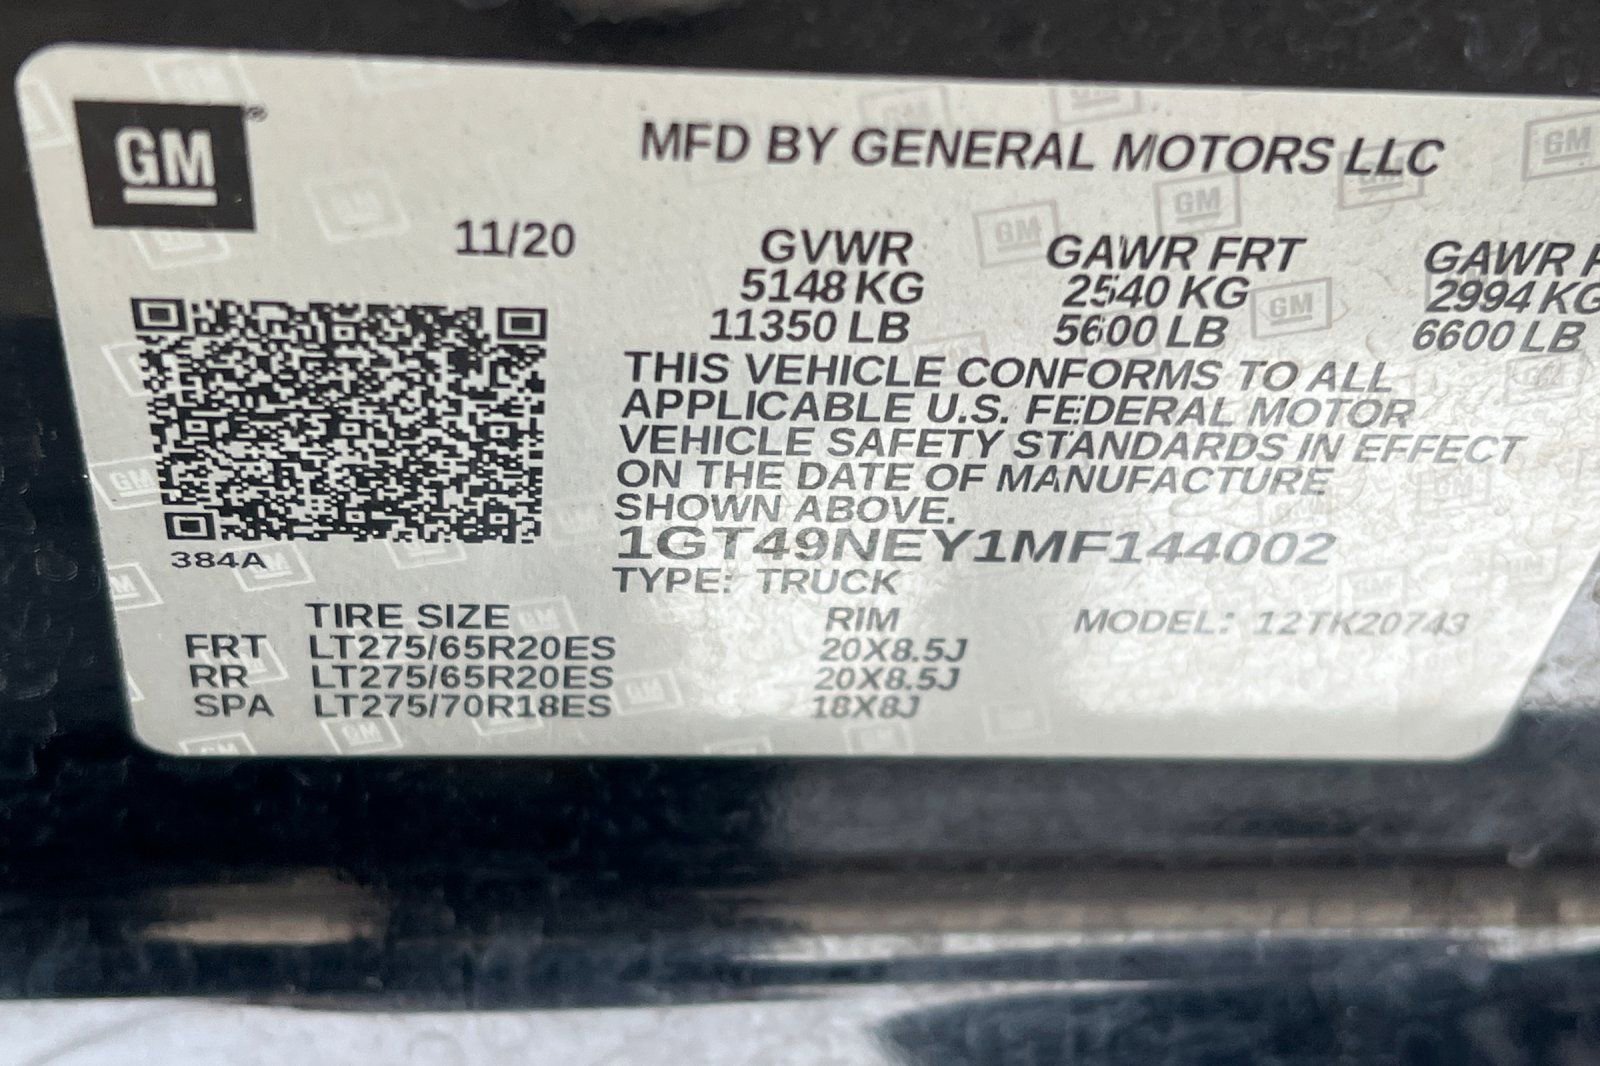 GM®
MFD BY GENERAL MOTORS LLC
11/20
GVWR GAWR FRT GAWR
5148 KG 2540 KG 2994 KG
11350 LB 5600 LB 6600 LB
THIS VEHICLE CONFORMS TO ALL
APPLICABLE U.S. FEDERAL MOTOR
VEHICLE SAFETY STANDARDS IN EFFECT
ON THE DATE OF MANUFACTURE
SHOWN ABOVE.
384A
1GT49NEY1MF144002
TYPE: TRUCK
TIRE SIZE RIM MODEL: 12TK20743
FRT LT275/65R20ES 20X8.5J
RR LT275/65R20ES 20X8.5J
SPA LT275/70R18ES 18X8J